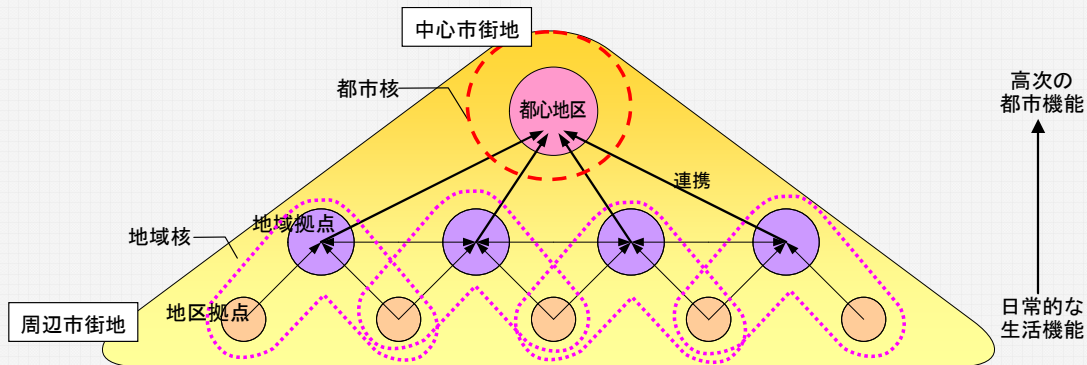 中心市街地
都市核
都心地区
高次の
都市機能
連携
地域拠点
地域核
地区拠点
周辺市街地
日常的な
生活機能